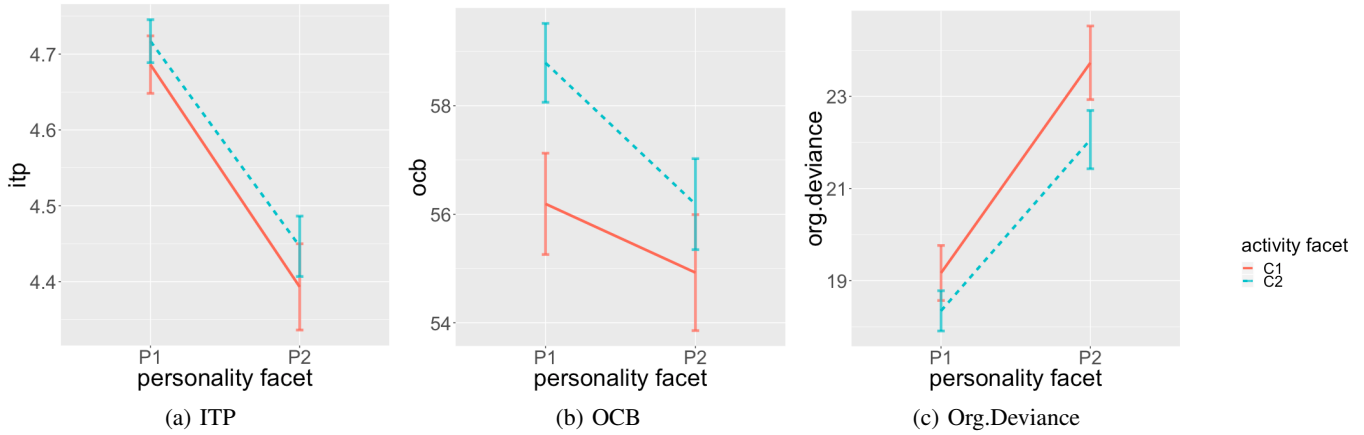 4.7
4.6
4.5
4.4
itp
P1 P2
personality facet
(a) ITP
58
56
54
ocb
P1 P2
personality facet
(b) OCB
23
21
19
org.deviance
P1 P2
personality facet
(c) Org.Deviance
activity facet
C1
C2